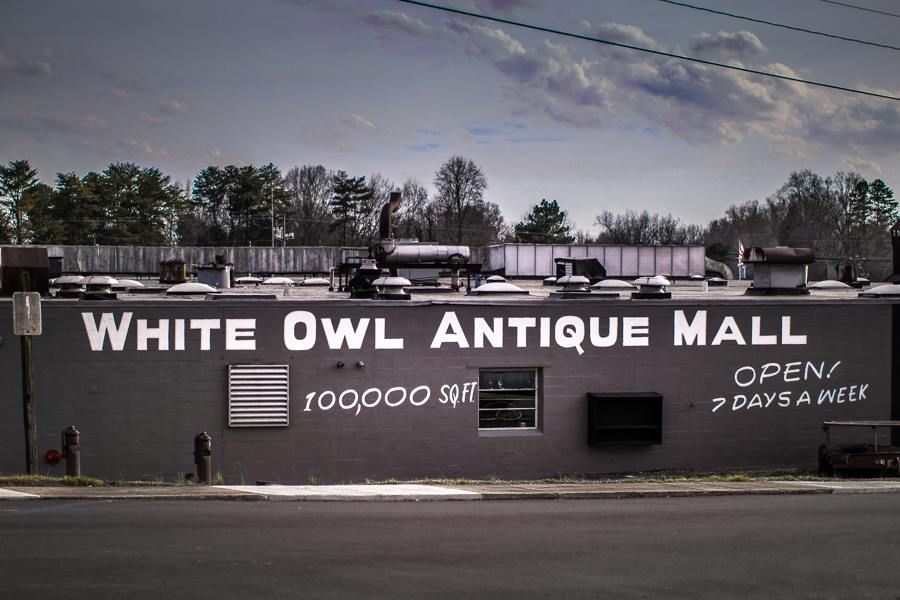 WHITE OWL ANTIQUE MALL
100,000 SQ.FT.
OPEN!
7 DAYS A WEEK